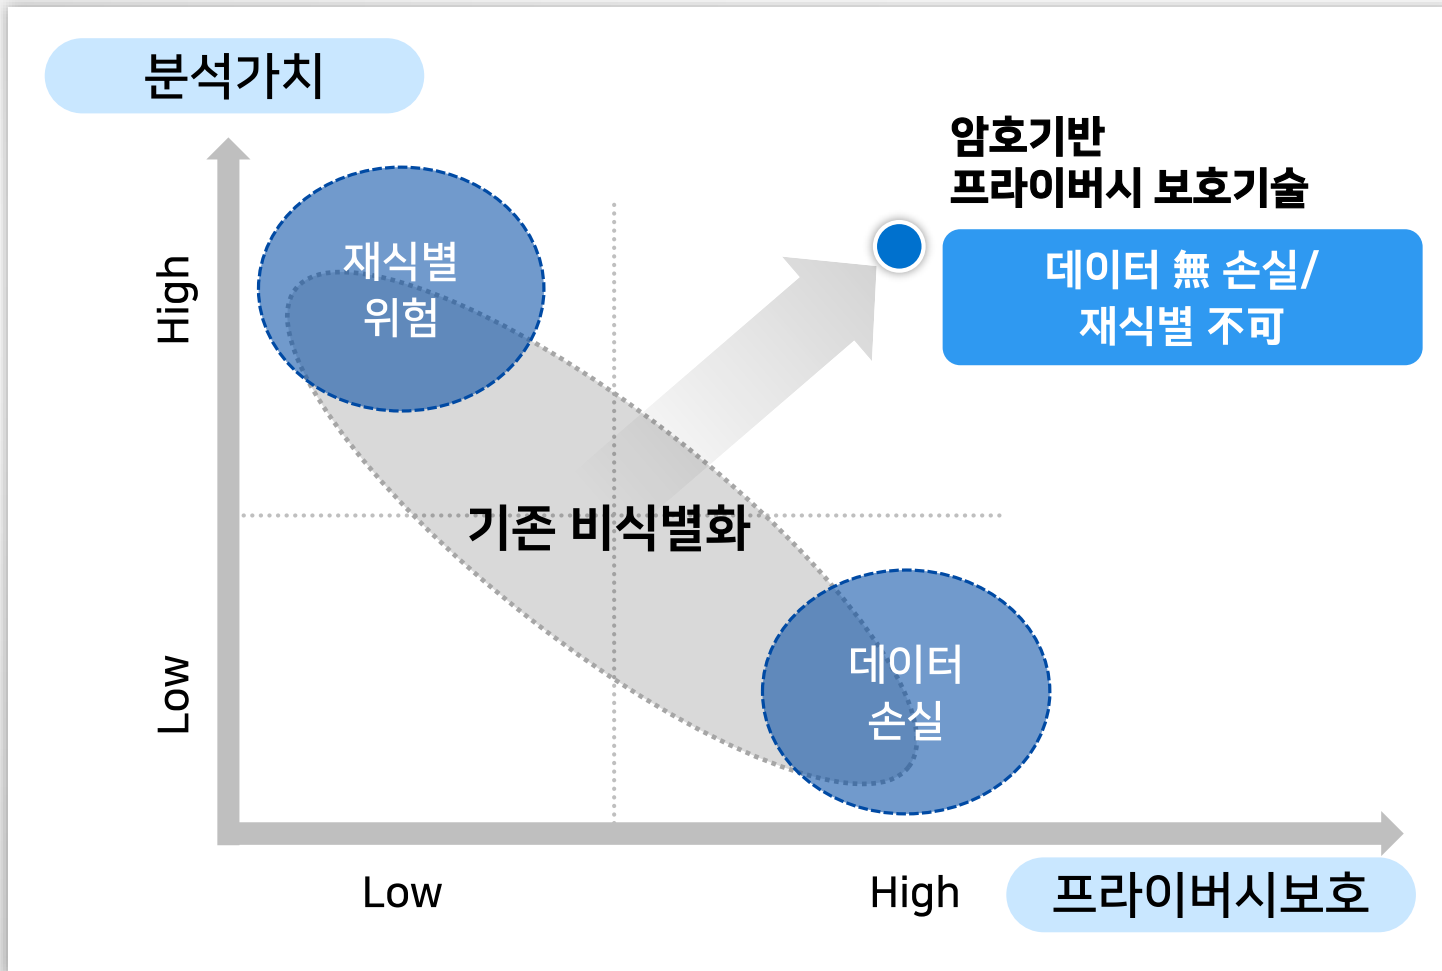 분석가치
암호기반
프라이버시 보호기술
데이터 無 손실/
재식별 不可
High
재식별
위험
기존 비식별화
Low
데이터
손실
Low
High
프라이버시보호